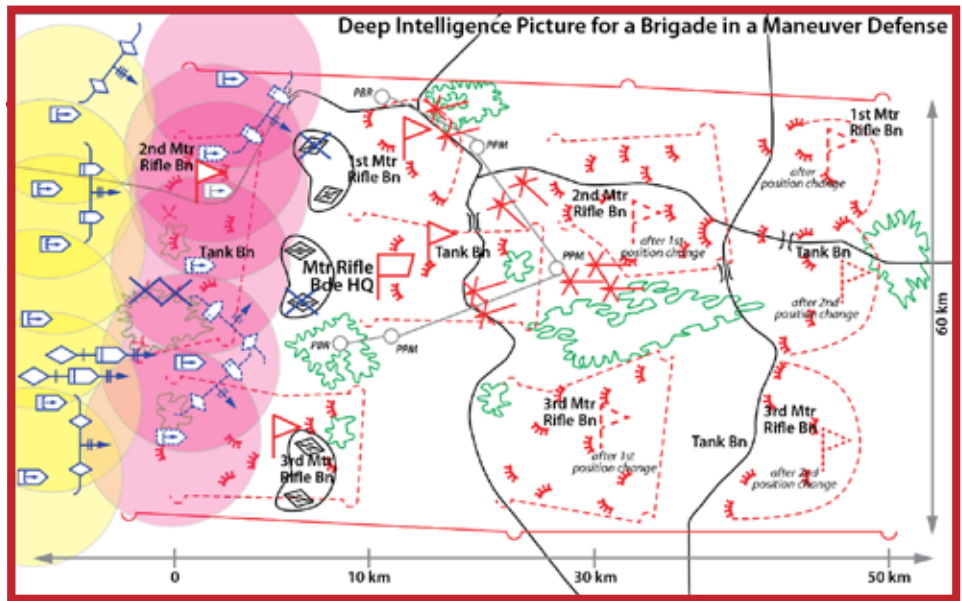 Deep Intelligence Picture for a Brigade in a Maneuver Defense
PBR
1st Mtr
Rifle Bn
2nd Mtr
Rifle Bn
1st Mtr
Rifle Bn
PPM
after
position change
2nd Mtr
Rifle Bn
Tank Bn
Tank Bn
after 1st
position change
Tank Bn
Mtr Rifle
Bde HQ
PPM
after 2nd
position change
60 km
PBR
PPM
3rd Mtr
Rifle Bn
3rd Mtr
Rifle Bn
Tank Bn
3rd Mtr
Rifle Bn
after 1st
position change
after 2nd
position change
0
10 km
30 km
50 km